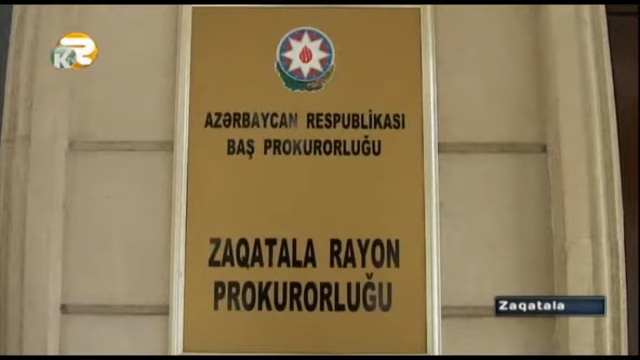 K
AZƏRBAYCAN RESPUBLİKASI
BAŞ PROKURORLUĞU
ZAQATALA RAYON
PROKURORLUĞU
Zaqatala